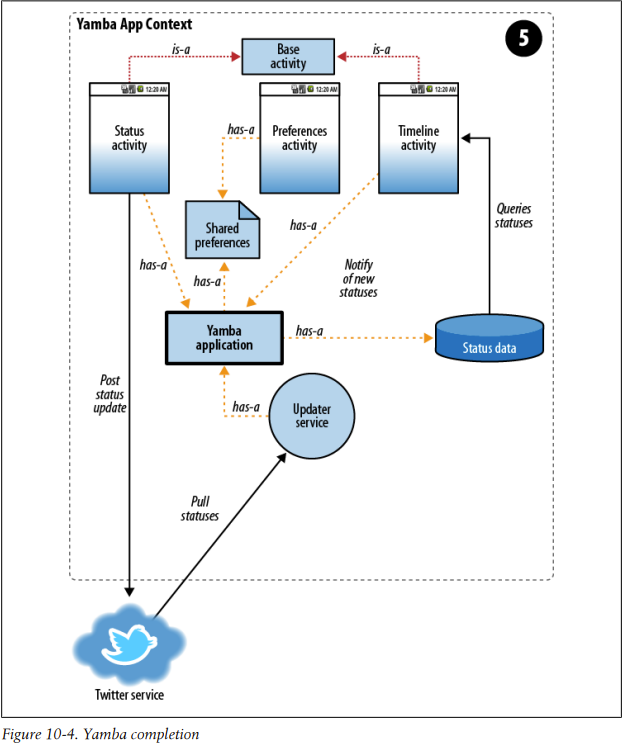 Yamba App Context
5
is-a
Base
activity
is-a
12:20 AM
12:20 AM
12:20 AM
Status
activity
has-a
Preferences
activity
Timeline
activity
Shared
preferences
has-a
Queries
statuses
has-a
has-a
Notify
of new
statuses
Yamba
application
has-a
Status data
Post
status
update
has-a
Updater
service
Pull
statuses
Twitter service
Figure 10-4. Yamba completion